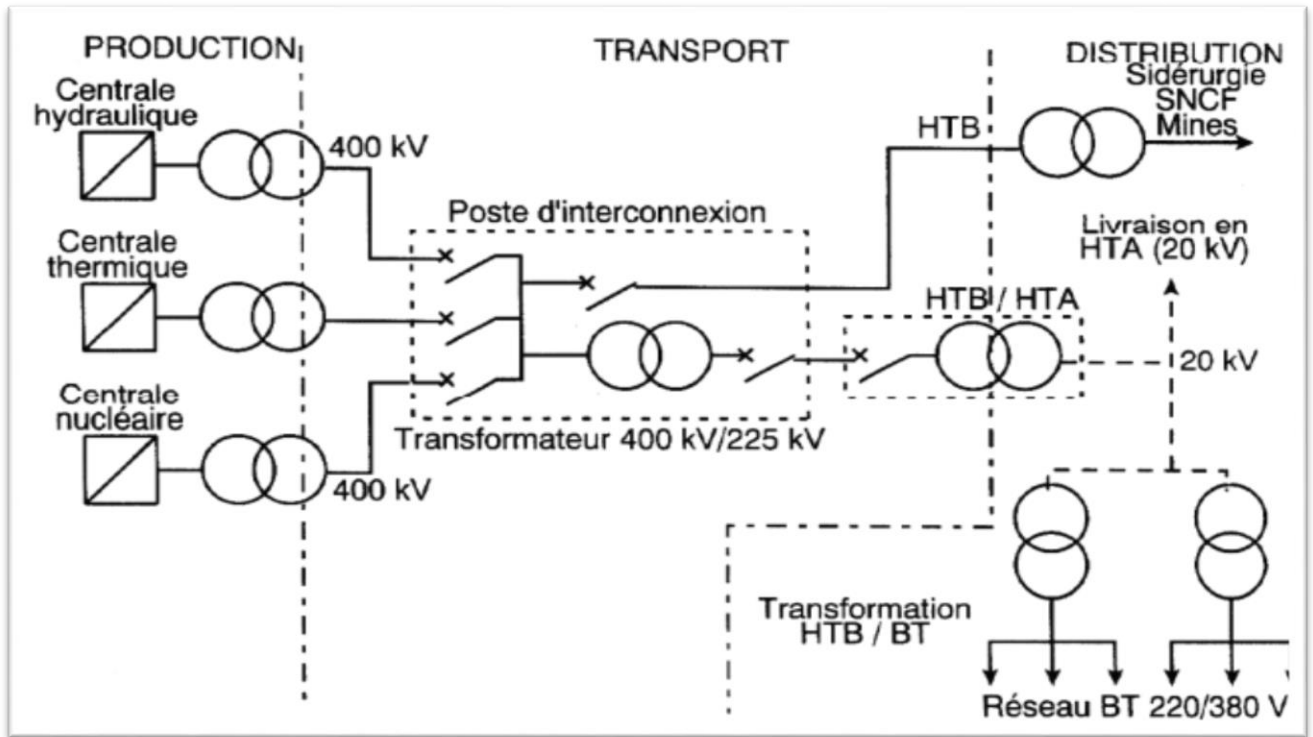 PRODUCTION
TRANSPORT
DISTRIBUTION
Centrale
hydraulique
400 kV
HTB
Sidérurgie
SNCF
Mines
Poste d'interconnexion
Livraison en
HTA (20 kV)
Centrale
thermique
HTB / HTA
20 kV
Centrale
nucléaire
Transformateur 400 kV/225 kV
400 kV
Transformation
HTB / BT
Réseau BT 220/380 V